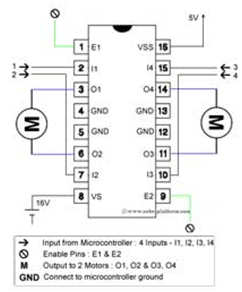 5V
1 E1 VSS 16
1 2 I1 I4 15 3
2 4
3 O1 O4 14
4 GND GND 13
M M
5 GND GND 12
6 O2 O3 11
7 I2 I3 10
16V 8 VS E2 9
Input from Microcontroller : 4 Inputs - I1, I2, I3, I4
Enable Pins : E1 & E2
M Output to 2 Motors : O1, O2 & O3, O4
GND Connect to microcontroller ground